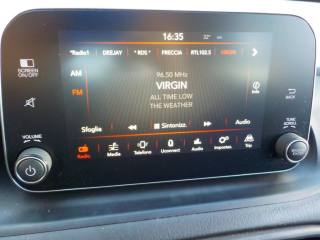 16:35 32°
*Radio1 DEEJAY * RDS * FRECCIA RTL102.5 VIRGIN
SCREEN
ON/OFF
AM
96.50 MHz
FM
VIRGIN
ALL TIME LOW
THE WEATHER
BACK
VOLUME
Sfoglia Sintonizz. Audio
TUNE
SCROLL
Radio Media Telefono Uconnect Audio Impostaz. Trip